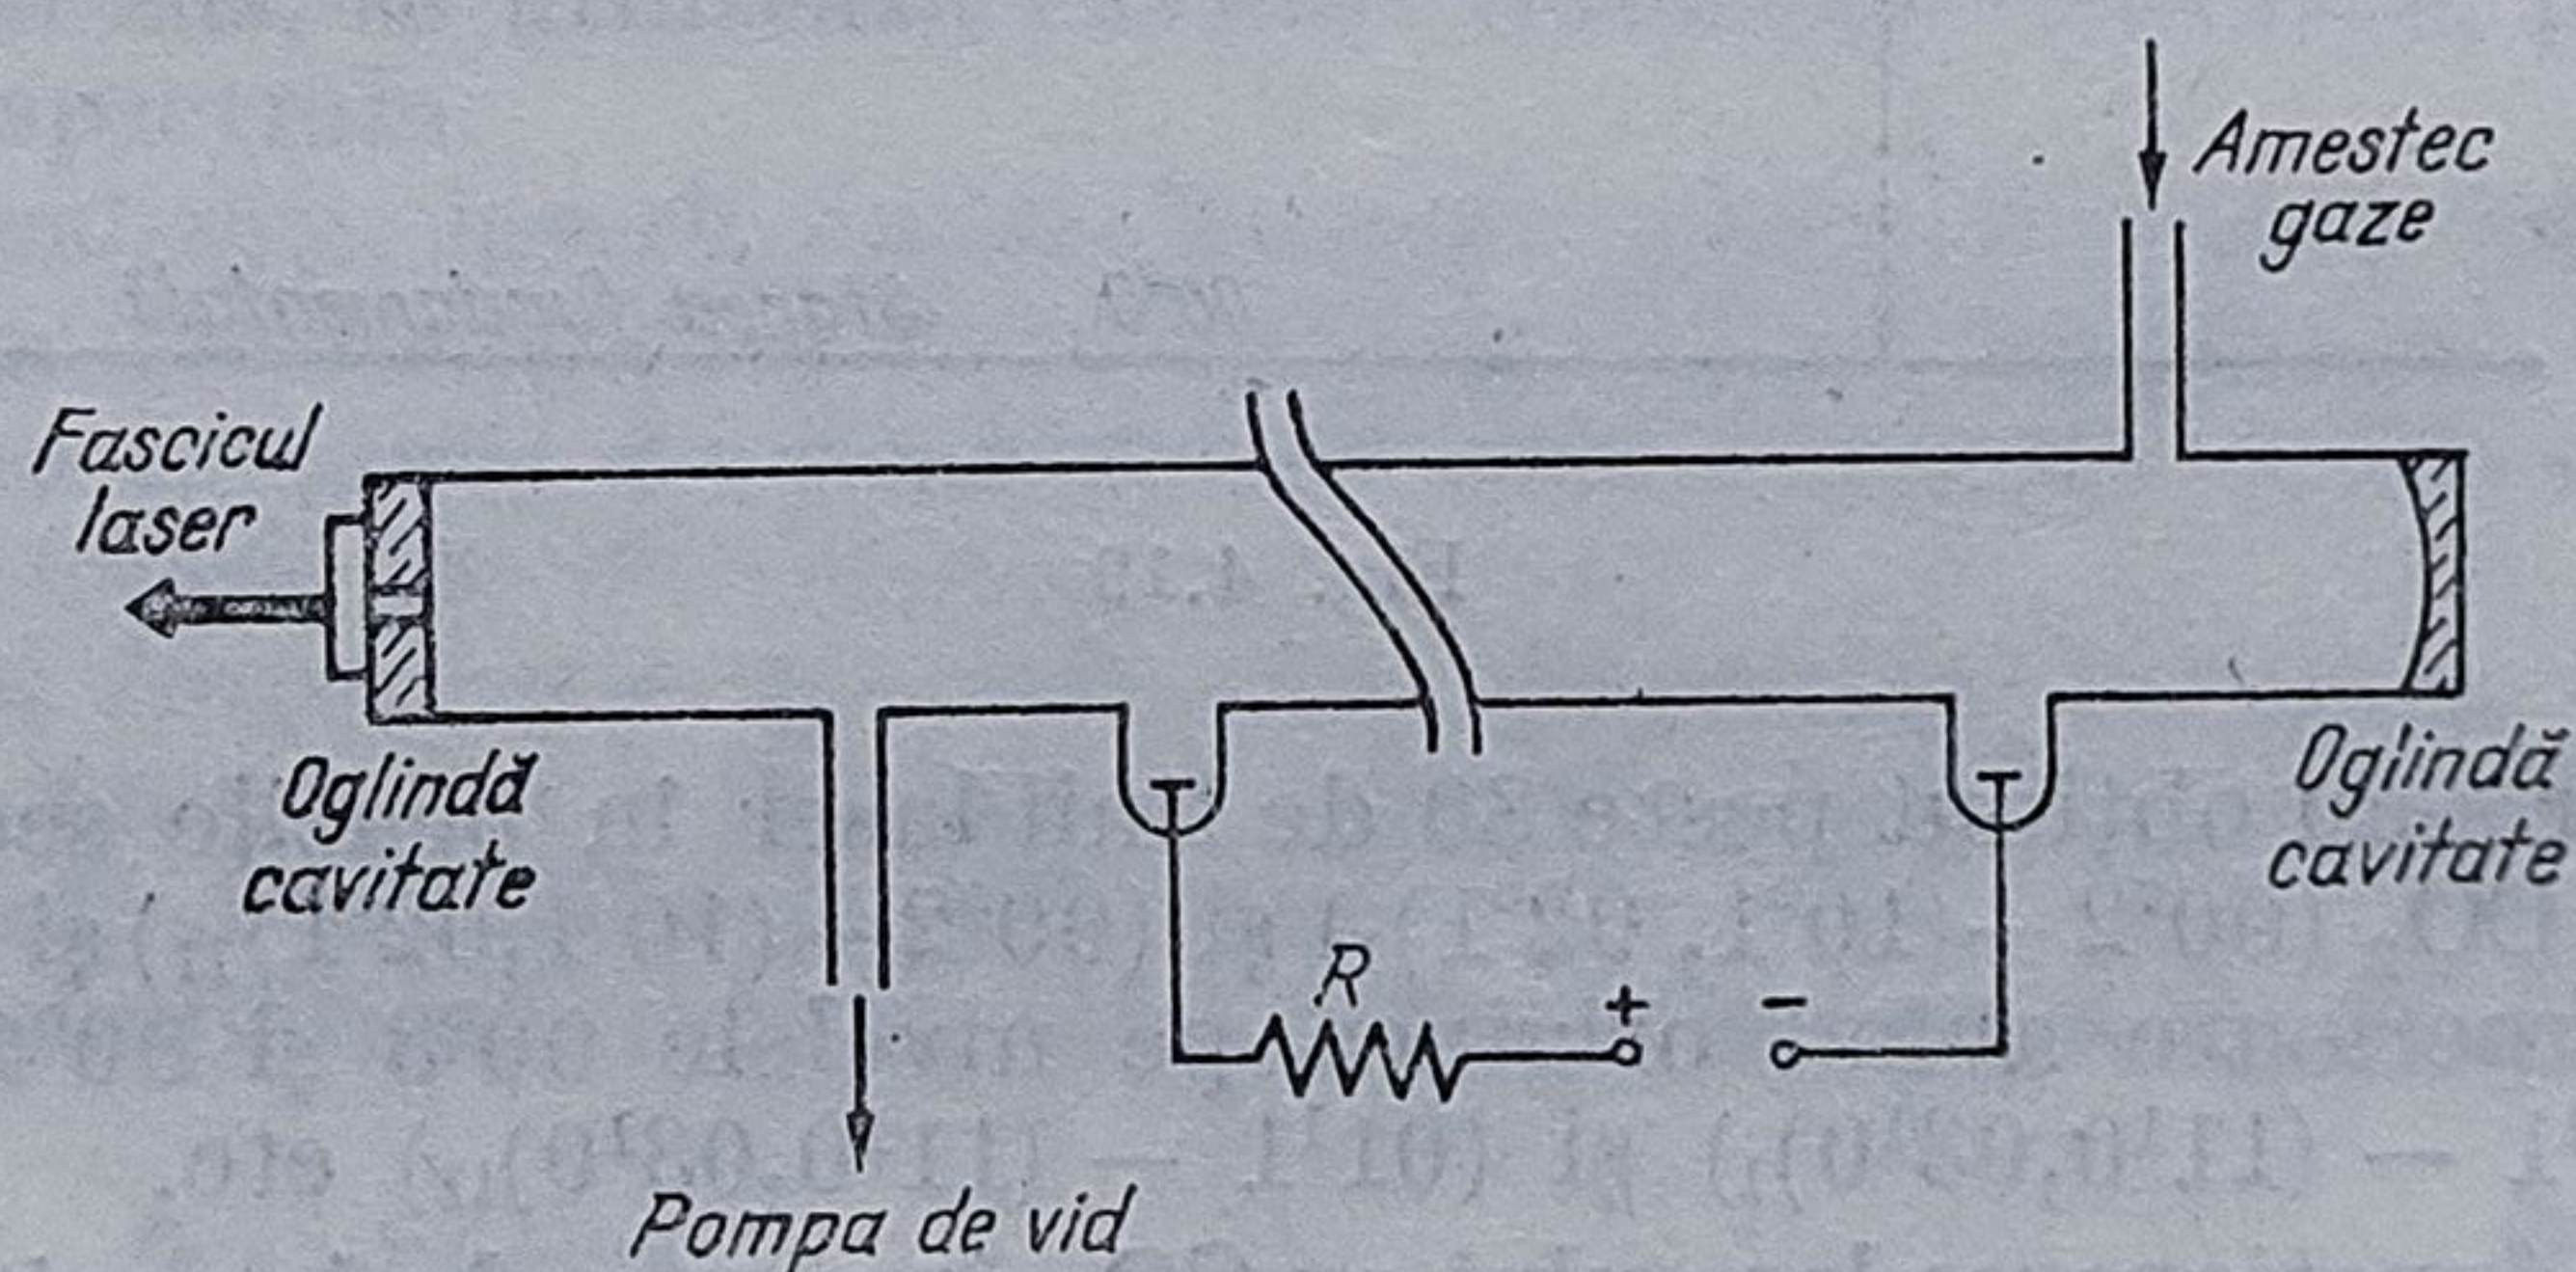 Amestec
gaze
Fascicul
laser
Oglindă
cavitate
Oglindă
cavitate
R
+ −
Pompa de vid